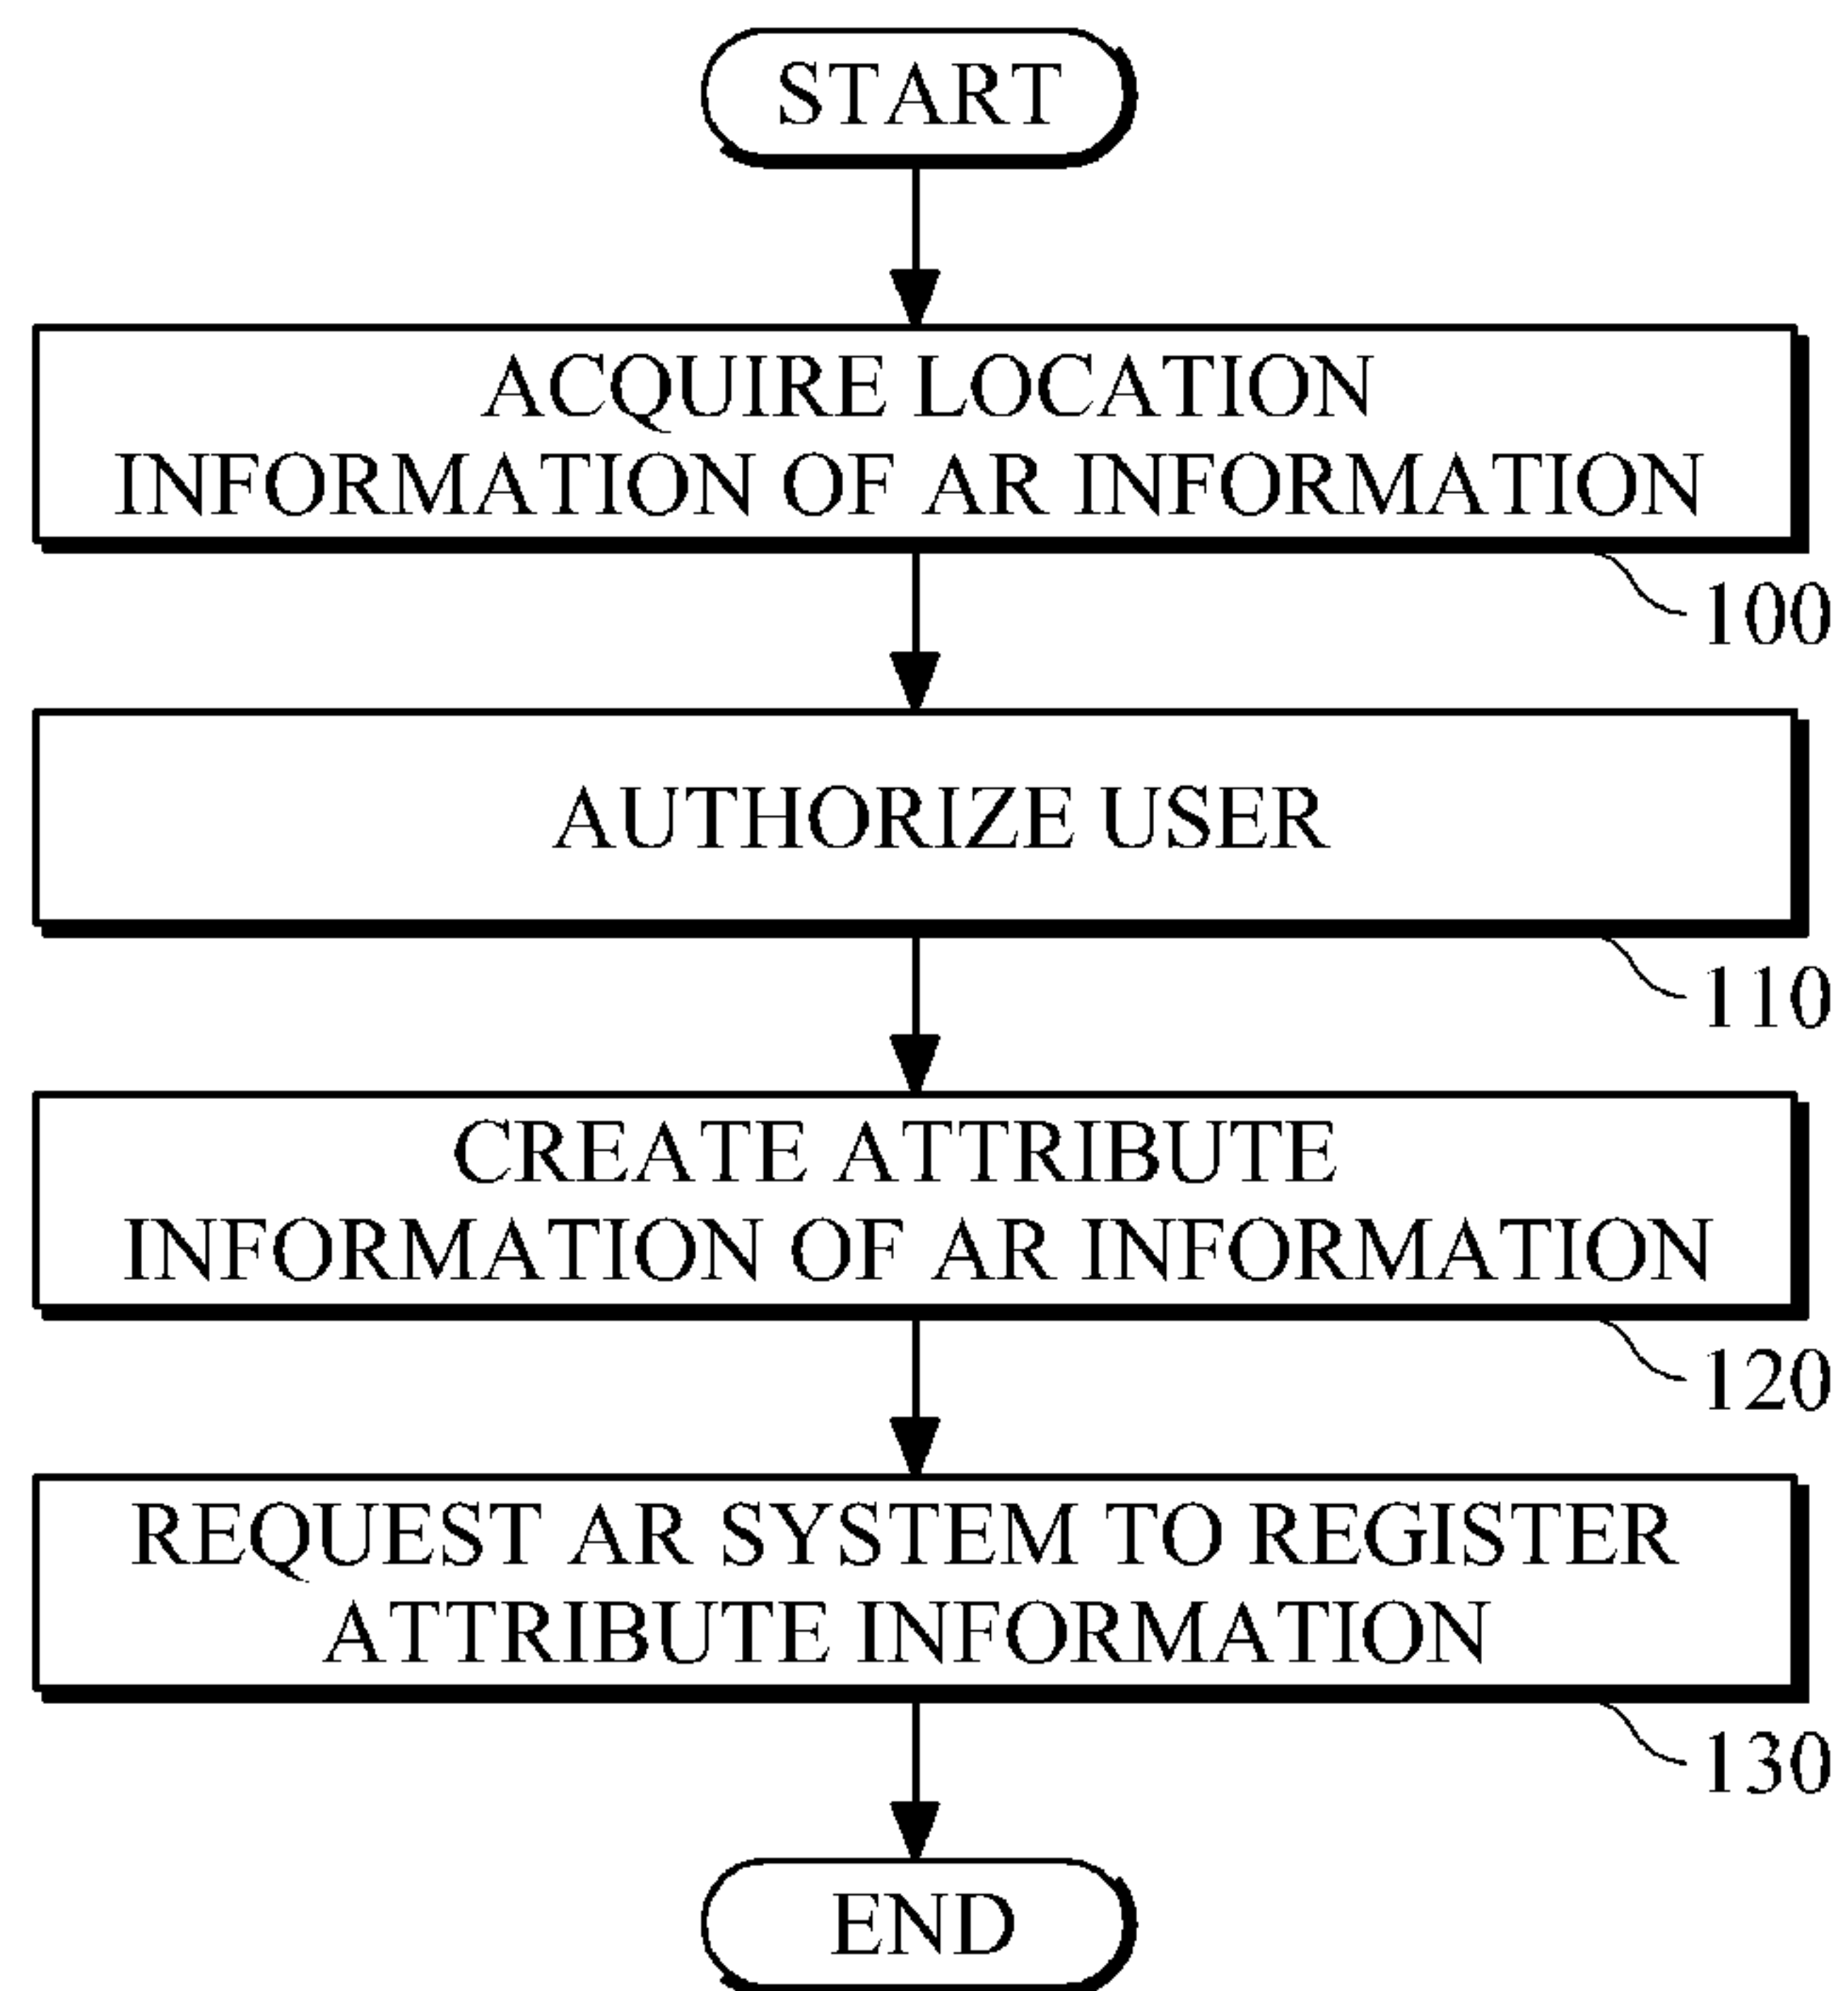 START
ACQUIRE LOCATION
INFORMATION OF AR INFORMATION
100
AUTHORIZE USER
110
CREATE ATTRIBUTE
INFORMATION OF AR INFORMATION
120
REQUEST AR SYSTEM TO REGISTER
ATTRIBUTE INFORMATION
130
END